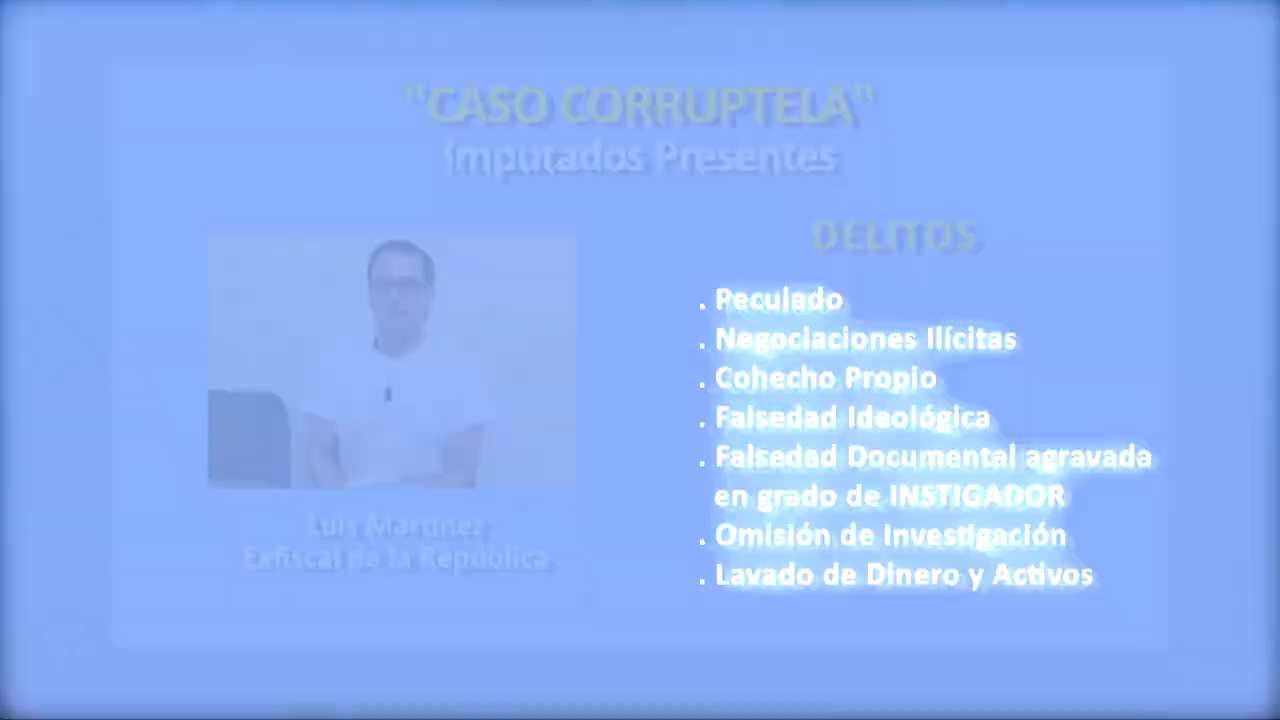 "CASO CORRUPTELA"
Imputados Presentes
DELITOS
. Peculado
. Negociaciones Ilícitas
. Cohecho Propio
. Falsedad Ideológica
. Falsedad Documental agravada
en grado de INSTIGADOR
. Omisión de Investigación
. Lavado de Dinero y Activos
Luis Martínez
Exfiscal de la República